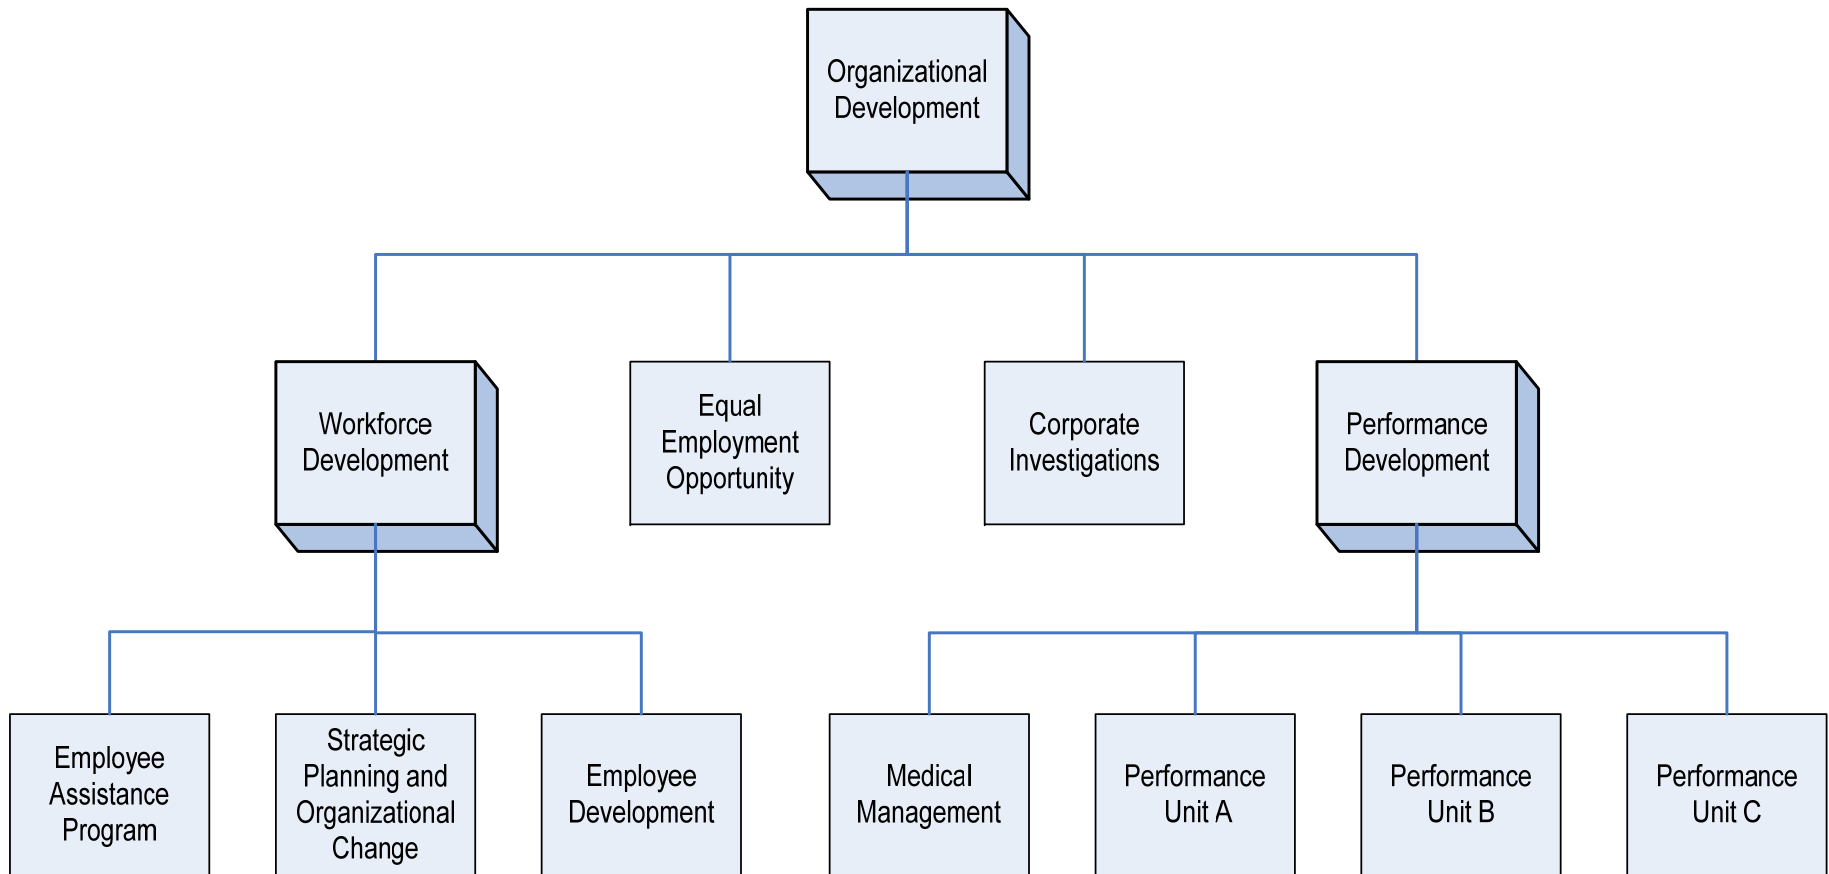 Organizational
Development
Workforce
Development
Equal
Employment
Opportunity
Corporate
Investigations
Performance
Development
Employee
Assistance
Program
Strategic
Planning and
Organizational
Change
Employee
Development
Medical
Management
Performance
Unit A
Performance
Unit B
Performance
Unit C